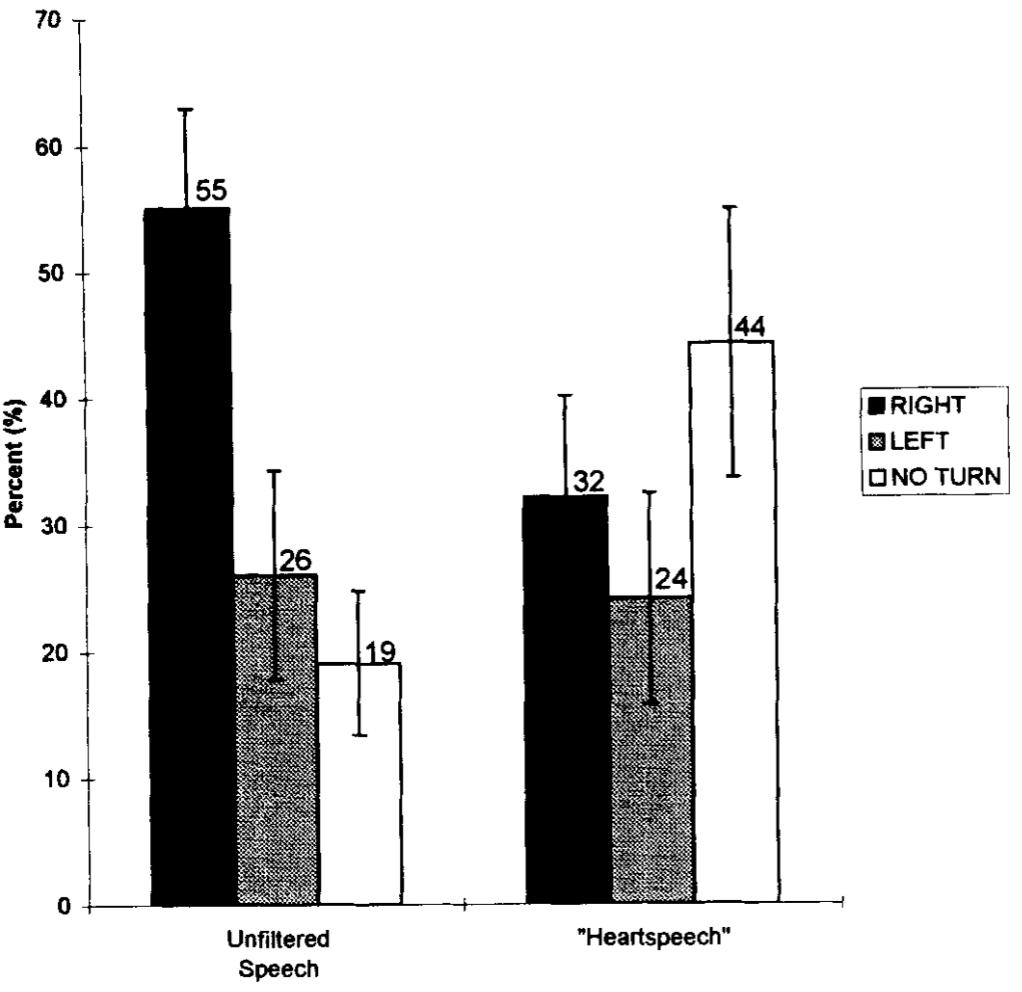 70
60
50
40
30
20
10
0
Percent (%)
55
26
19
32
24
44
Unfiltered
Speech
"Heartspeech"
RIGHT
LEFT
NO TURN